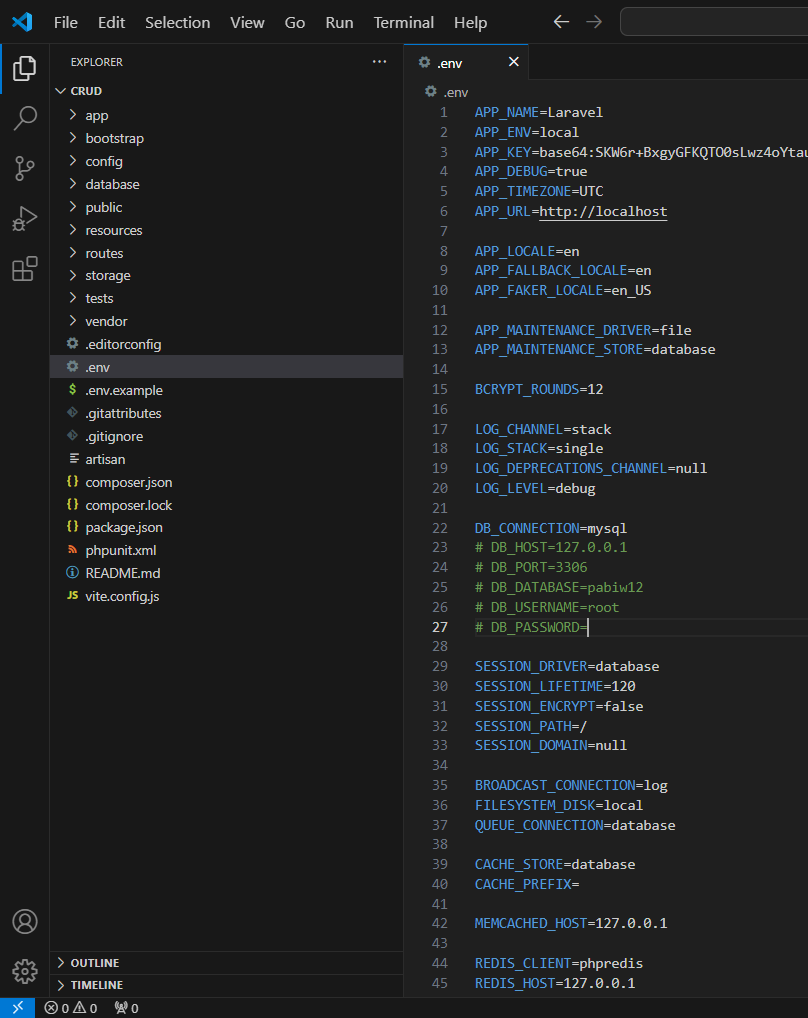 File Edit Selection View Go Run Terminal Help
EXPLORER
CRUD
app
bootstrap
config
database
public
resources
routes
storage
tests
vendor
.editorconfig
.env
.env.example
.gitattributes
.gitignore
artisan
composer.json
composer.lock
package.json
phpunit.xml
README.md
JS vite.config.js
OUTLINE
TIMELINE
0 0 0
.env
.env
1 APP_NAME=Laravel
2 APP_ENV=local
3 APP_KEY=base64:SKW6r+BxgyGFKQTO0sLwz4oYtau
4 APP_DEBUG=true
5 APP_TIMEZONE=UTC
6 APP_URL=http://localhost
7
8 APP_LOCALE=en
9 APP_FALLBACK_LOCALE=en
10 APP_FAKER_LOCALE=en_US
11
12 APP_MAINTENANCE_DRIVER=file
13 APP_MAINTENANCE_STORE=database
14
15 BCRYPT_ROUNDS=12
16
17 LOG_CHANNEL=stack
18 LOG_STACK=single
19 LOG_DEPRECATIONS_CHANNEL=null
20 LOG_LEVEL=debug
21
22 DB_CONNECTION=mysql
23 # DB_HOST=127.0.0.1
24 # DB_PORT=3306
25 # DB_DATABASE=pabiw12
26 # DB_USERNAME=root
27 # DB_PASSWORD=
28
29 SESSION_DRIVER=database
30 SESSION_LIFETIME=120
31 SESSION_ENCRYPT=false
32 SESSION_PATH=/
33 SESSION_DOMAIN=null
34
35 BROADCAST_CONNECTION=log
36 FILESYSTEM_DISK=local
37 QUEUE_CONNECTION=database
38
39 CACHE_STORE=database
40 CACHE_PREFIX=
41
42 MEMCACHED_HOST=127.0.0.1
43
44 REDIS_CLIENT=phpredis
45 REDIS_HOST=127.0.0.1